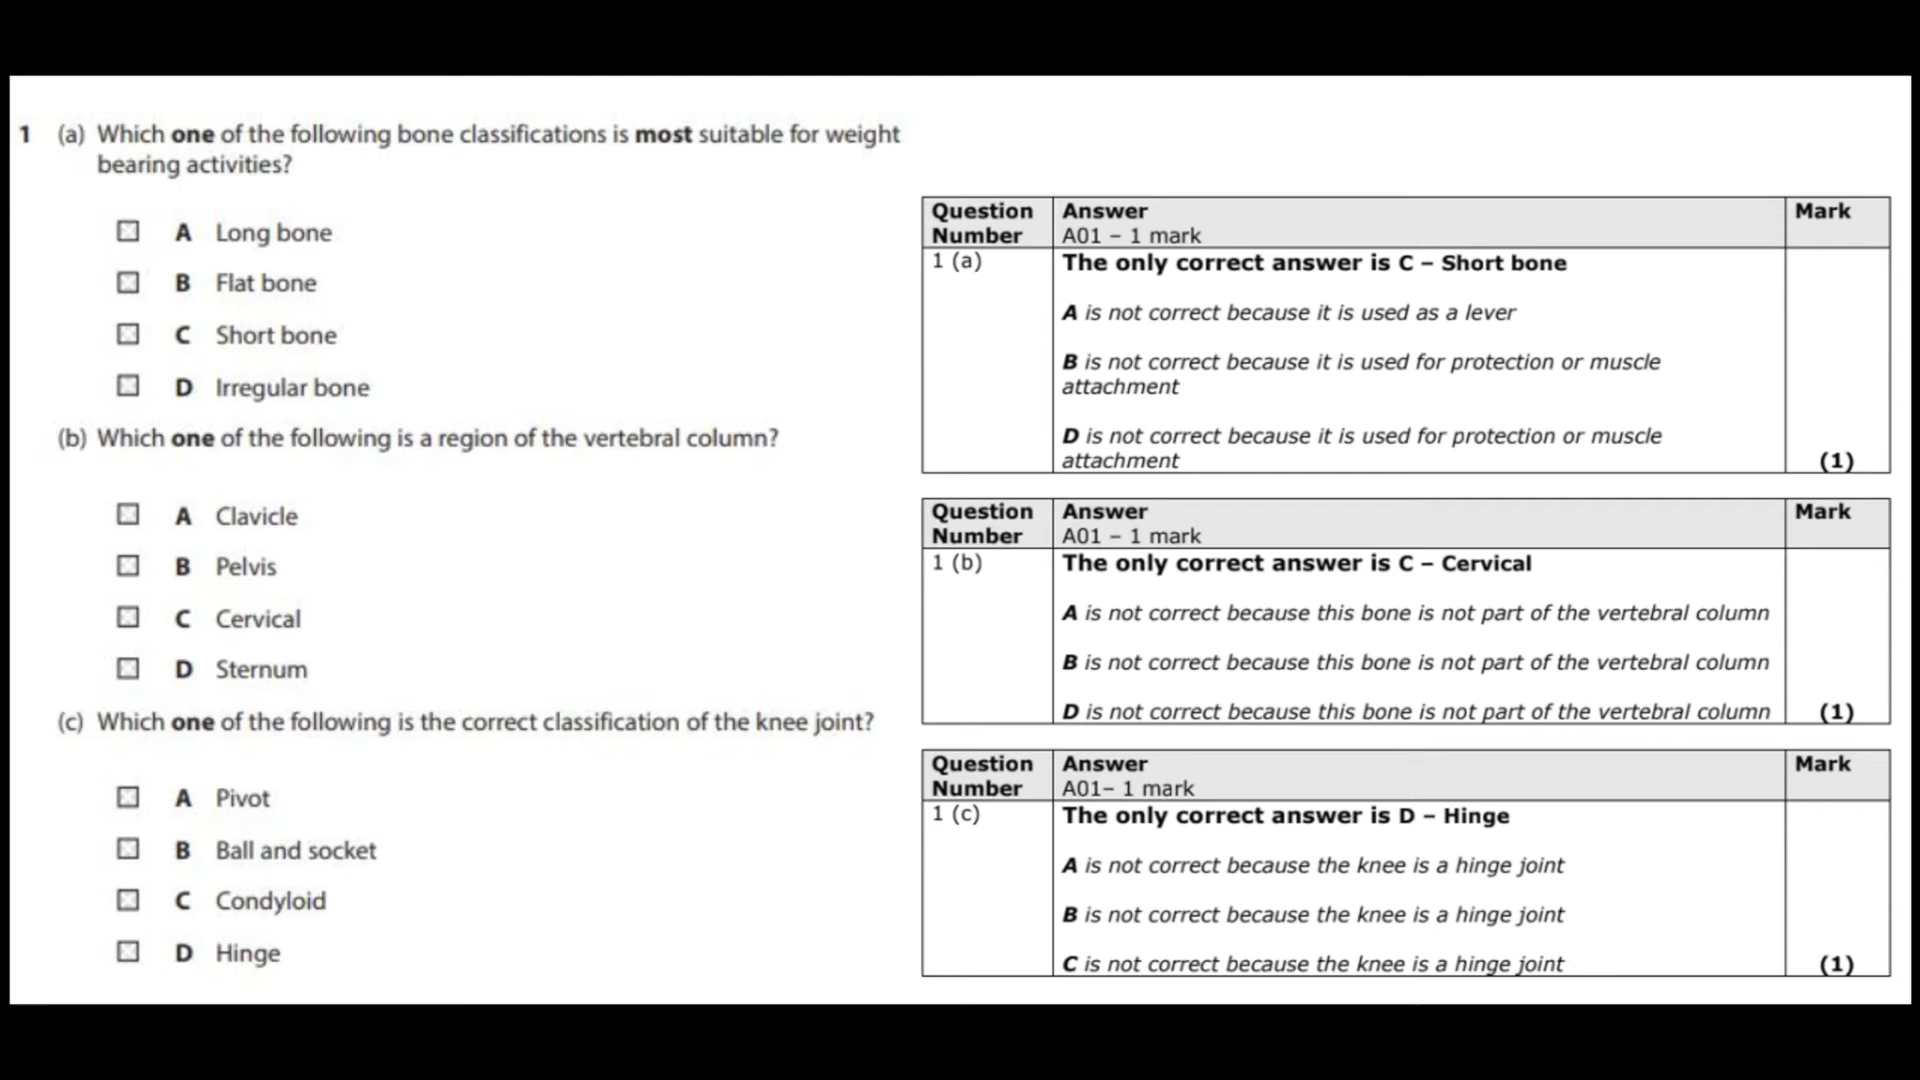 1 (a) Which one of the following bone classifications is most suitable for weight
bearing activities?
A Long bone
B Flat bone
C Short bone
D Irregular bone
(b) Which one of the following is a region of the vertebral column?
A Clavicle
B Pelvis
C Cervical
D Sternum
(c) Which one of the following is the correct classification of the knee joint?
A Pivot
B Ball and socket
C Condyloid
D Hinge
Question Answer Mark
Number A01 – 1 mark
1 (a) The only correct answer is C – Short bone
A is not correct because it is used as a lever
B is not correct because it is used for protection or muscle
attachment
D is not correct because it is used for protection or muscle
attachment (1)
Question Answer Mark
Number A01 – 1 mark
1 (b) The only correct answer is C – Cervical
A is not correct because this bone is not part of the vertebral column
B is not correct because this bone is not part of the vertebral column
D is not correct because this bone is not part of the vertebral column (1)
Question Answer Mark
Number A01– 1 mark
1 (c) The only correct answer is D – Hinge
A is not correct because the knee is a hinge joint
B is not correct because the knee is a hinge joint
C is not correct because the knee is a hinge joint (1)